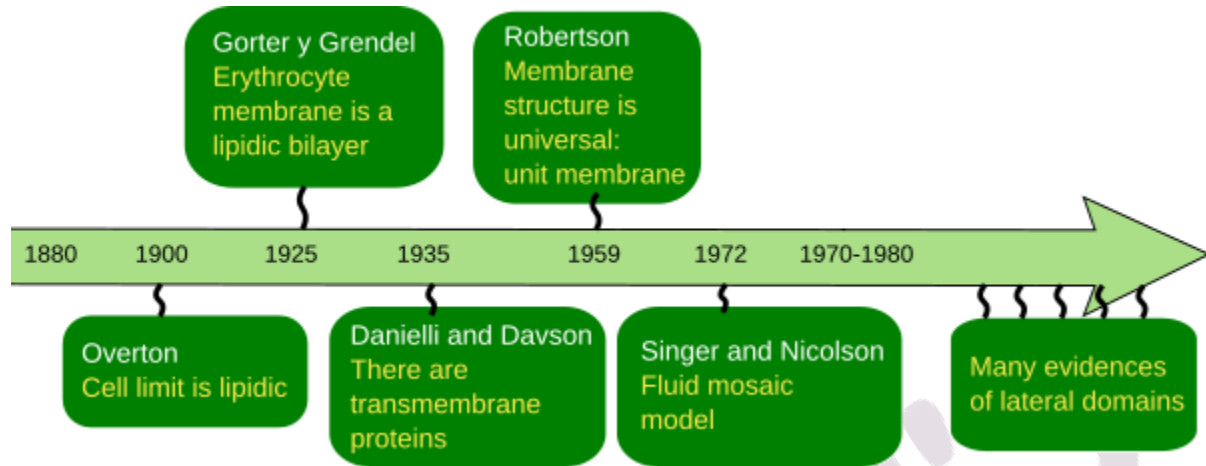 Gorter y Grendel
Erythrocyte
membrane is a
lipidic bilayer
Robertson
Membrane
structure is
universal:
unit membrane
1880 1900 1925 1935 1959 1972 1970-1980
Overton
Cell limit is lipidic
Danielli and Davson
There are
transmembrane
proteins
Singer and Nicolson
Fluid mosaic
model
Many evidences
of lateral domains